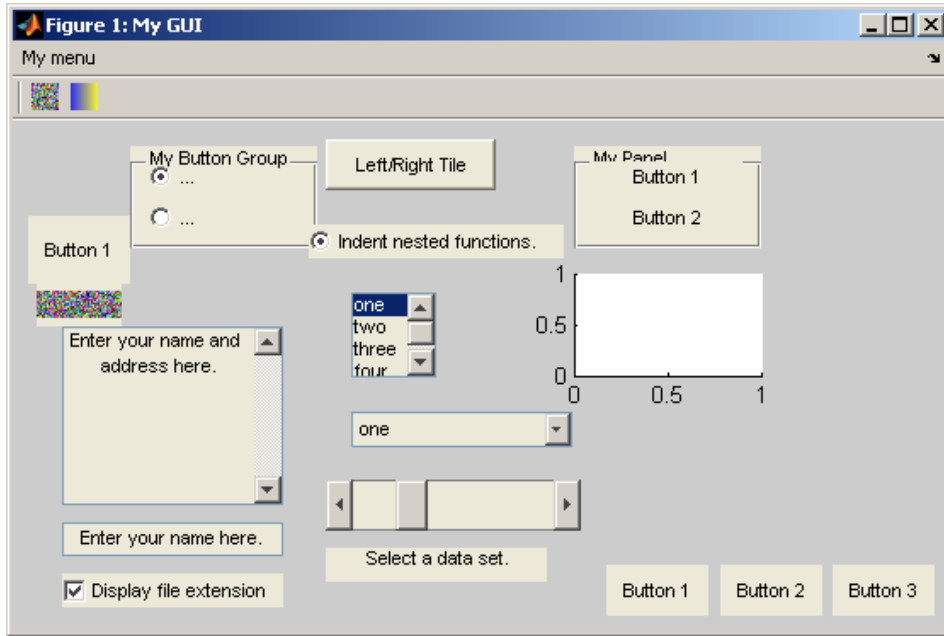 Figure 1: My GUI
My menu
My Button Group
...
...
Left/Right Tile
My Panel
Button 1
Button 2
Button 1
Indent nested functions.
one
two
three
four
1
0.5
0
0
0.5
1
Enter your name and
address here.
one
Enter your name here.
Select a data set.
Display file extension
Button 1
Button 2
Button 3